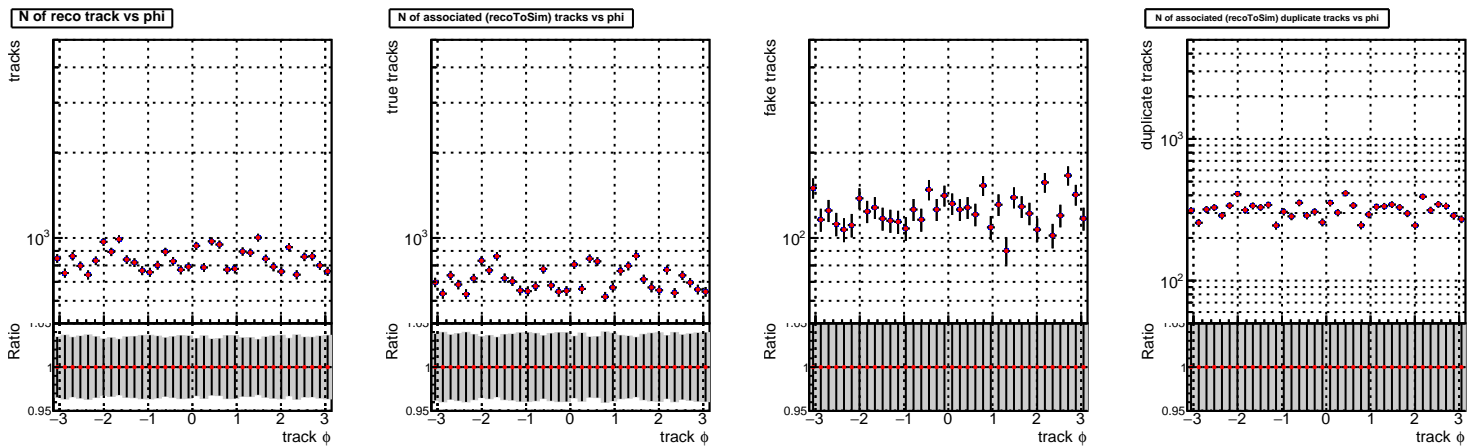 N of reco track vs phi
tracks
10³
Ratio
1
0.95
−3 −2 −1 0 1 2 3
track ϕ
N of associated (recoToSim) tracks vs phi
true tracks
10³
Ratio
1
0.95
−3 −2 −1 0 1 2 3
track ϕ
fake tracks
10²
Ratio
1
0.95
−3 −2 −1 0 1 2 3
track ϕ
N of associated (recoToSim) duplicate tracks vs phi
duplicate tracks
10³
10²
Ratio
1
0.95
−3 −2 −1 0 1 2 3
track ϕ